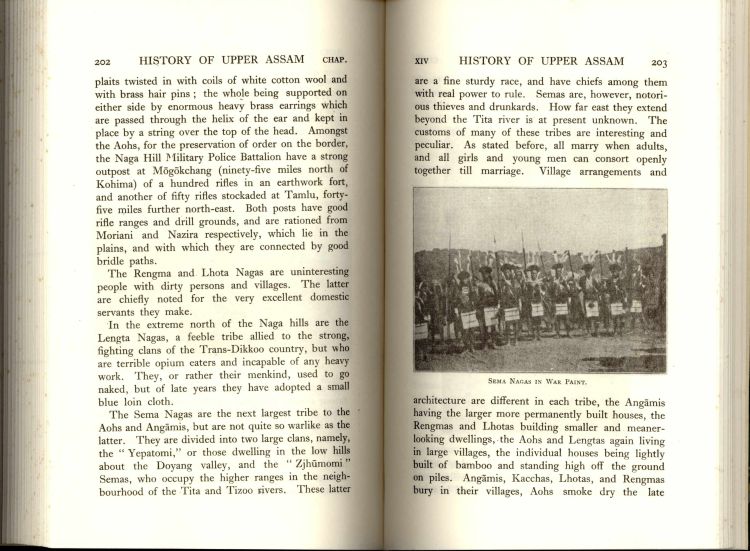 202 HISTORY OF UPPER ASSAM CHAP.
plaits twisted in with coils of white cotton wool and
with brass hair pins ; the whole being supported on
either side by enormous heavy brass earrings which
are passed through the helix of the ear and kept in
place by a string over the top of the head. Amongst
the Aohs, for the preservation of order on the border,
the Naga Hill Military Police Battalion have a strong
outpost at Mōgōkchang (ninety-five miles north of
Kohima) of a hundred rifles in an earthwork fort,
and another of fifty rifles stockaded at Tamlu, forty-
five miles further north-east. Both posts have good
rifle ranges and drill grounds, and are rationed from
Moriani and Nazira respectively, which lie in the
plains, and with which they are connected by good
bridle paths.
The Rengma and Lhota Nagas are uninteresting
people with dirty persons and villages. The latter
are chiefly noted for the very excellent domestic
servants they make.
In the extreme north of the Naga hills are the
Lengta Nagas, a feeble tribe allied to the strong,
fighting clans of the Trans-Dikkoo country, but who
are terrible opium eaters and incapable of any heavy
work. They, or rather their menkind, used to go
naked, but of late years they have adopted a small
blue loin cloth.
The Sema Nagas are the next largest tribe to the
Aohs and Angāmis, but are not quite so warlike as the
latter. They are divided into two large clans, namely,
the “ Yepatomi,” or those dwelling in the low hills
about the Doyang valley, and the “ Zjhūmomi ”
Semas, who occupy the higher ranges in the neigh-
bourhood of the Tita and Tizoo rivers. These latter
XIV HISTORY OF UPPER ASSAM 203
are a fine sturdy race, and have chiefs among them
with real power to rule. Semas are, however, notori-
ous thieves and drunkards. How far east they extend
beyond the Tita river is at present unknown. The
customs of many of these tribes are interesting and
peculiar. As stated before, all marry when adults,
and all girls and young men can consort openly
together till marriage. Village arrangements and
SEMA NAGAS IN WAR PAINT.
architecture are different in each tribe, the Angāmis
having the larger more permanently built houses, the
Rengmas and Lhotas building smaller and meaner-
looking dwellings, the Aohs and Lengtas again living
in large villages, the individual houses being lightly
built of bamboo and standing high off the ground
on piles. Angāmis, Kacchas, Lhotas, and Rengmas
bury in their villages, Aohs smoke dry the late